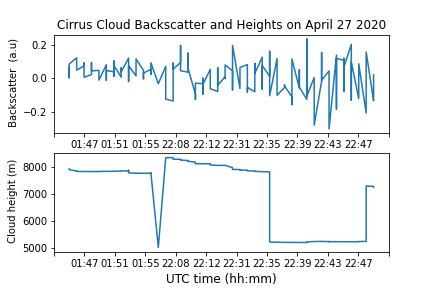 Cirrus Cloud Backscatter and Heights on April 27 2020
Backscatter (a.u)
0.2
0.0
−0.2
01:47 01:51 01:55 22:08 22:12 22:31 22:35 22:39 22:43 22:47
Cloud height (m)
8000
7000
6000
5000
01:47 01:51 01:55 22:08 22:12 22:31 22:35 22:39 22:43 22:47
UTC time (hh:mm)